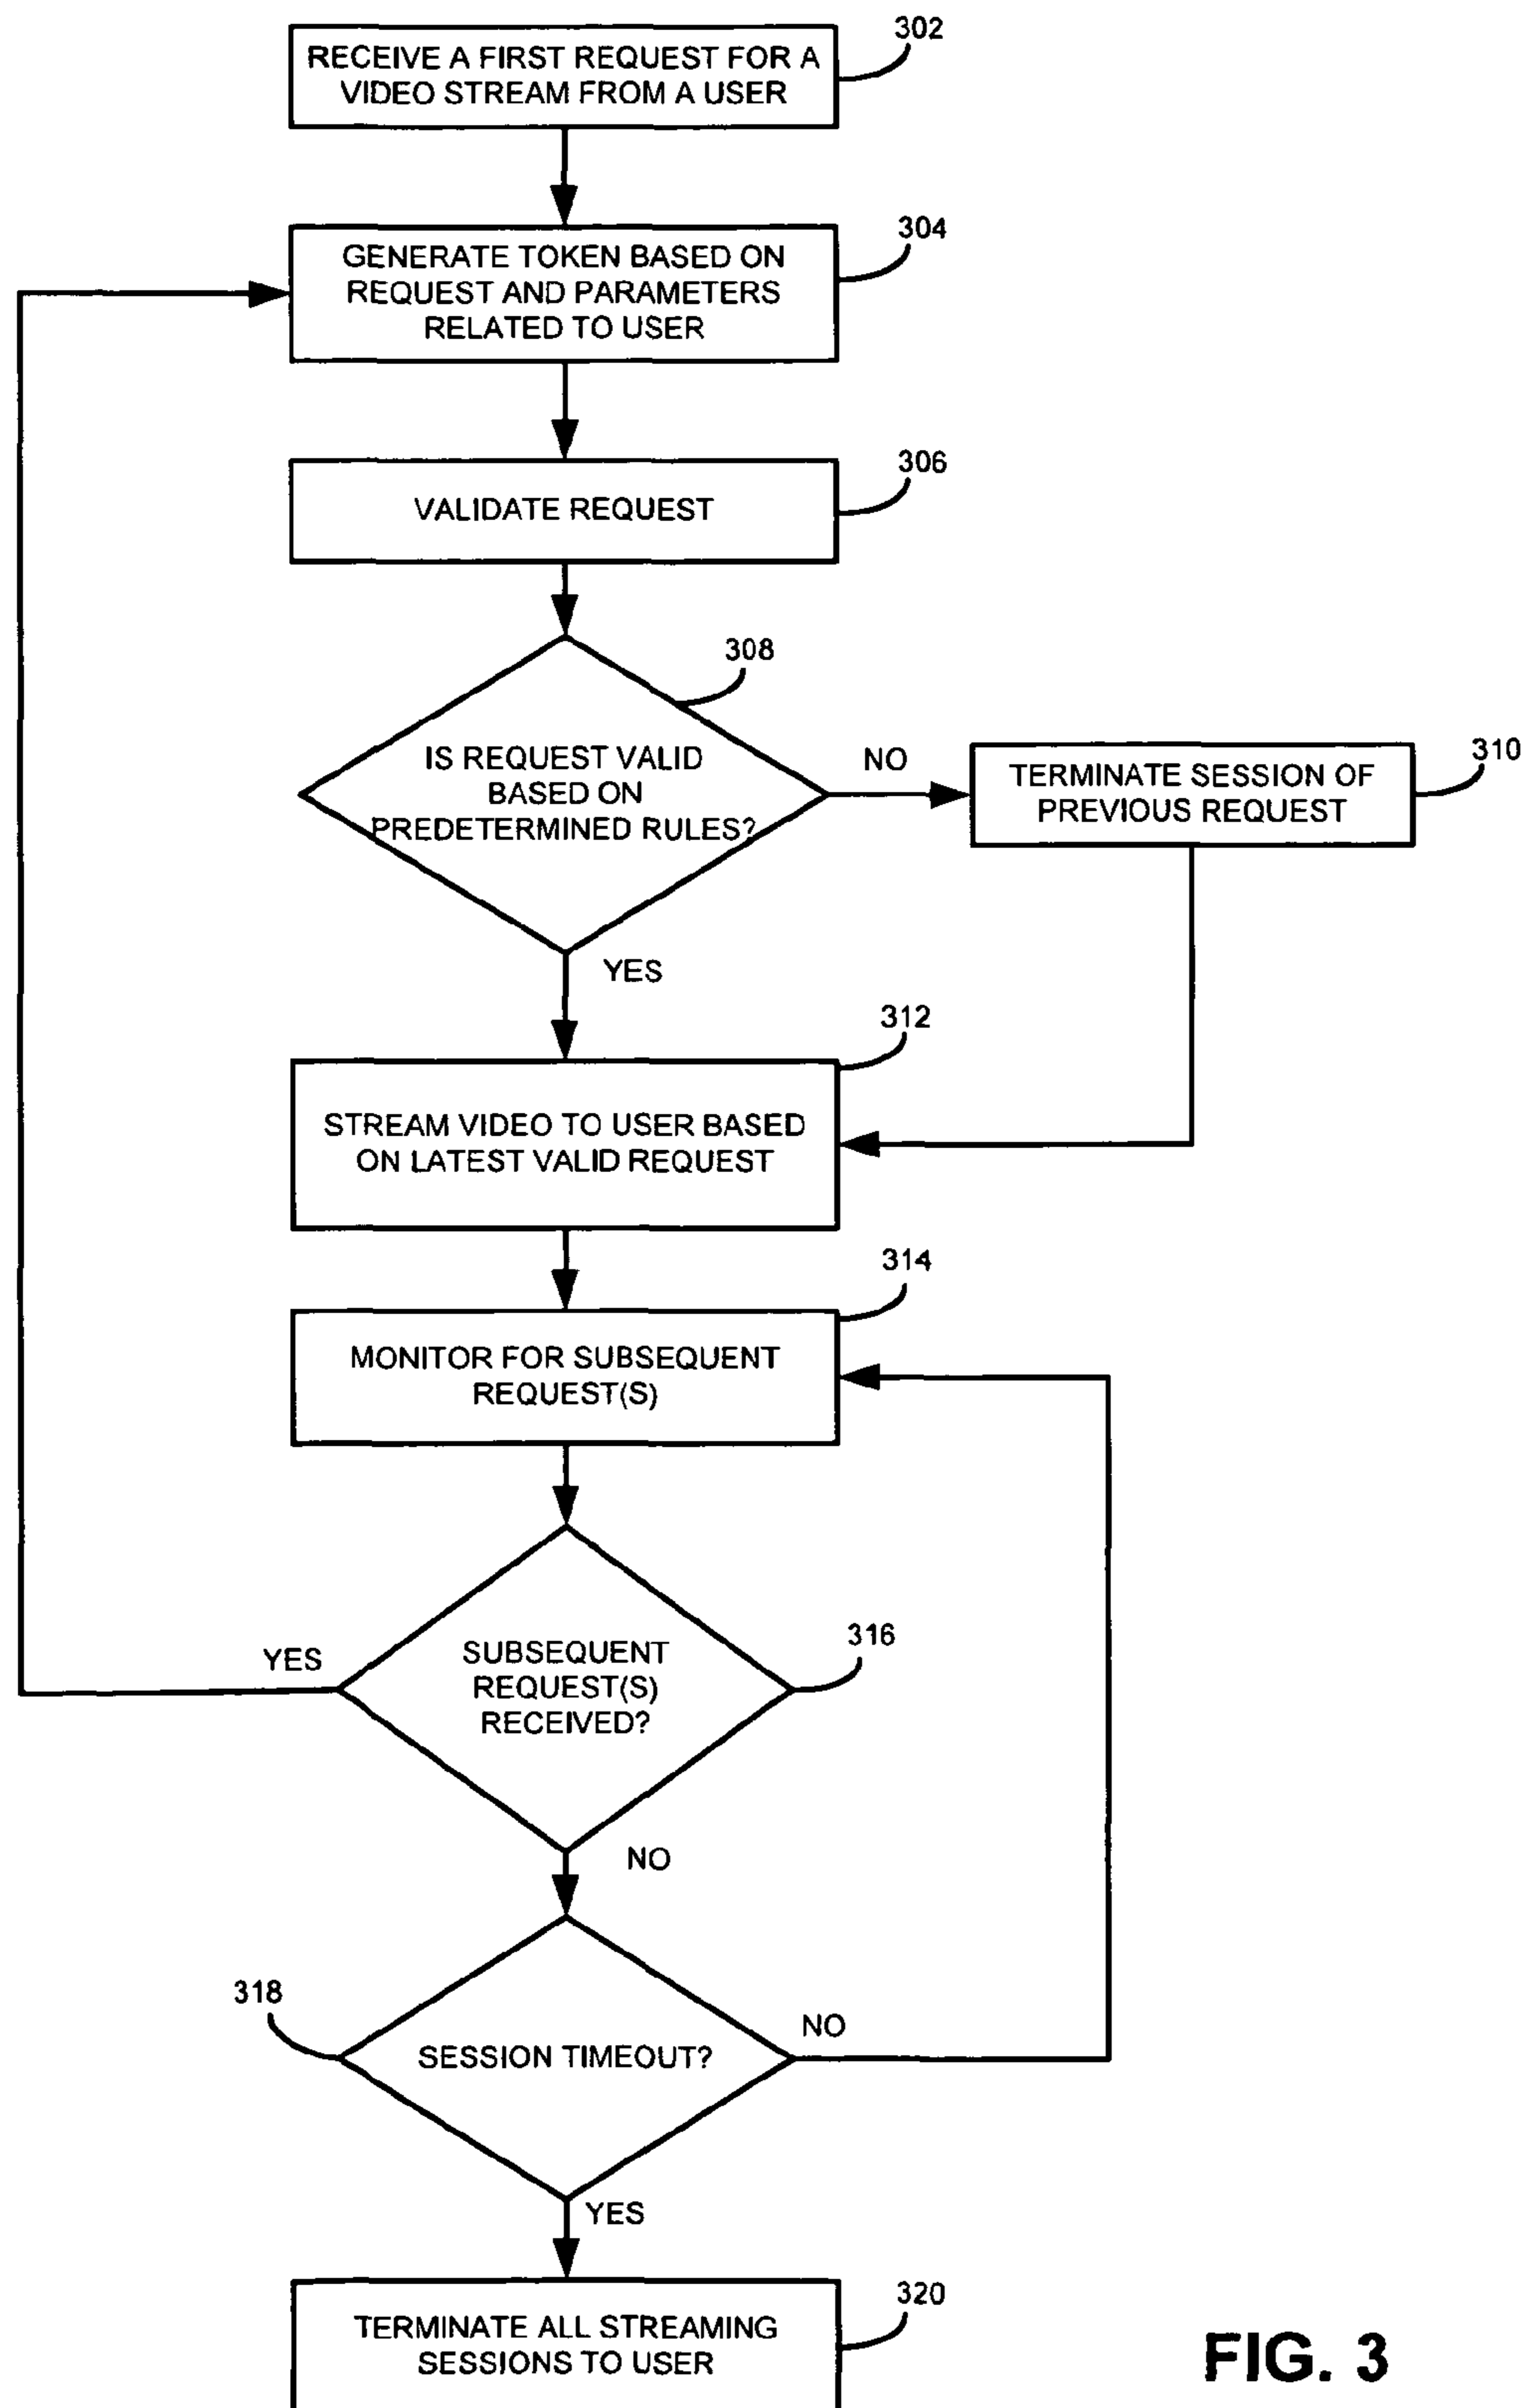 302
RECEIVE A FIRST REQUEST FOR A
VIDEO STREAM FROM A USER
304
GENERATE TOKEN BASED ON
REQUEST AND PARAMETERS
RELATED TO USER
306
VALIDATE REQUEST
308
IS REQUEST VALID
BASED ON
PREDETERMINED RULES?
NO
310
TERMINATE SESSION OF
PREVIOUS REQUEST
YES
312
STREAM VIDEO TO USER BASED
ON LATEST VALID REQUEST
314
MONITOR FOR SUBSEQUENT
REQUEST(S)
316
YES
SUBSEQUENT
REQUEST(S)
RECEIVED?
NO
318
NO
SESSION TIMEOUT?
YES
320
TERMINATE ALL STREAMING
SESSIONS TO USER
FIG. 3